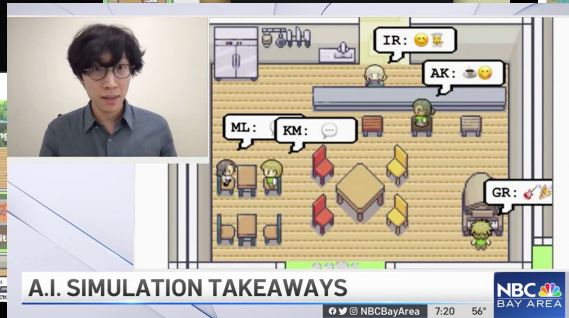 IR:
AK:
ML:
KM:
GR:
A.I. SIMULATION TAKEAWAYS
NBC
BAY AREA
NBCBayArea 7:20 56°